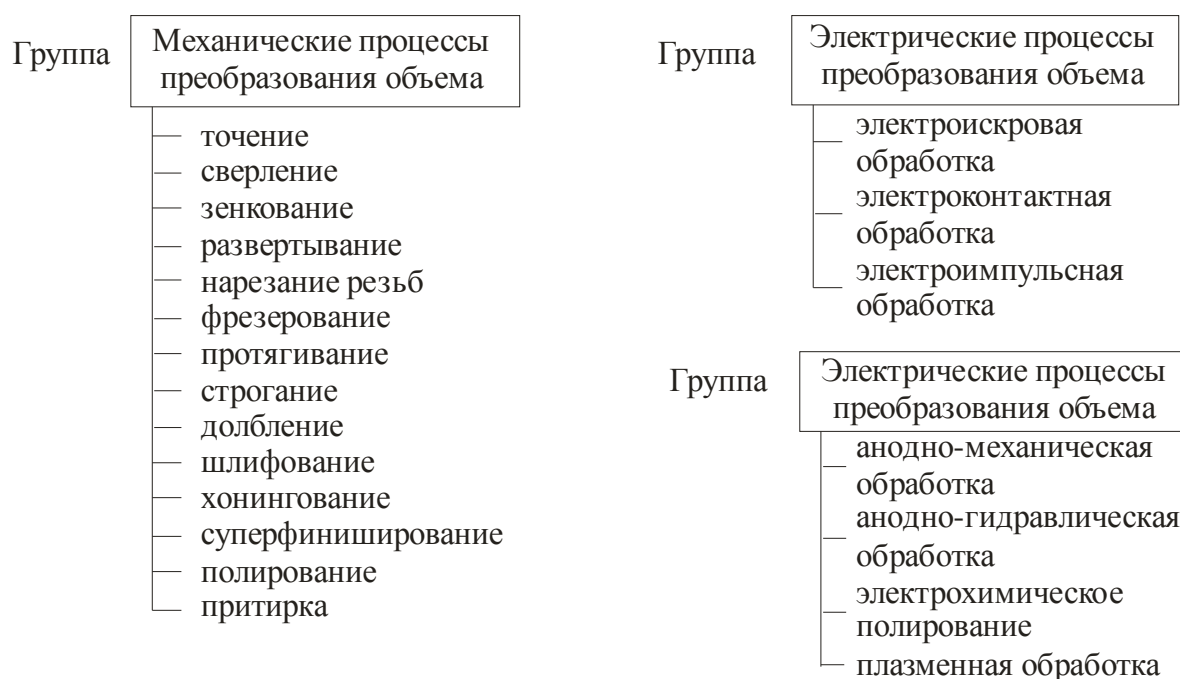 Группа
Механические процессы
преобразования объема
точение
сверление
зенкование
развертывание
нарезание резьб
фрезерование
протягивание
строгание
долбление
шлифование
хонингование
суперфиниширование
полирование
притирка
Группа
Электрические процессы
преобразования объема
электроискровая
обработка
электроконтактная
обработка
электроимпульсная
обработка
Группа
Электрические процессы
преобразования объема
анодно-механическая
обработка
анодно-гидравлическая
обработка
электрохимическое
полирование
плазменная обработка